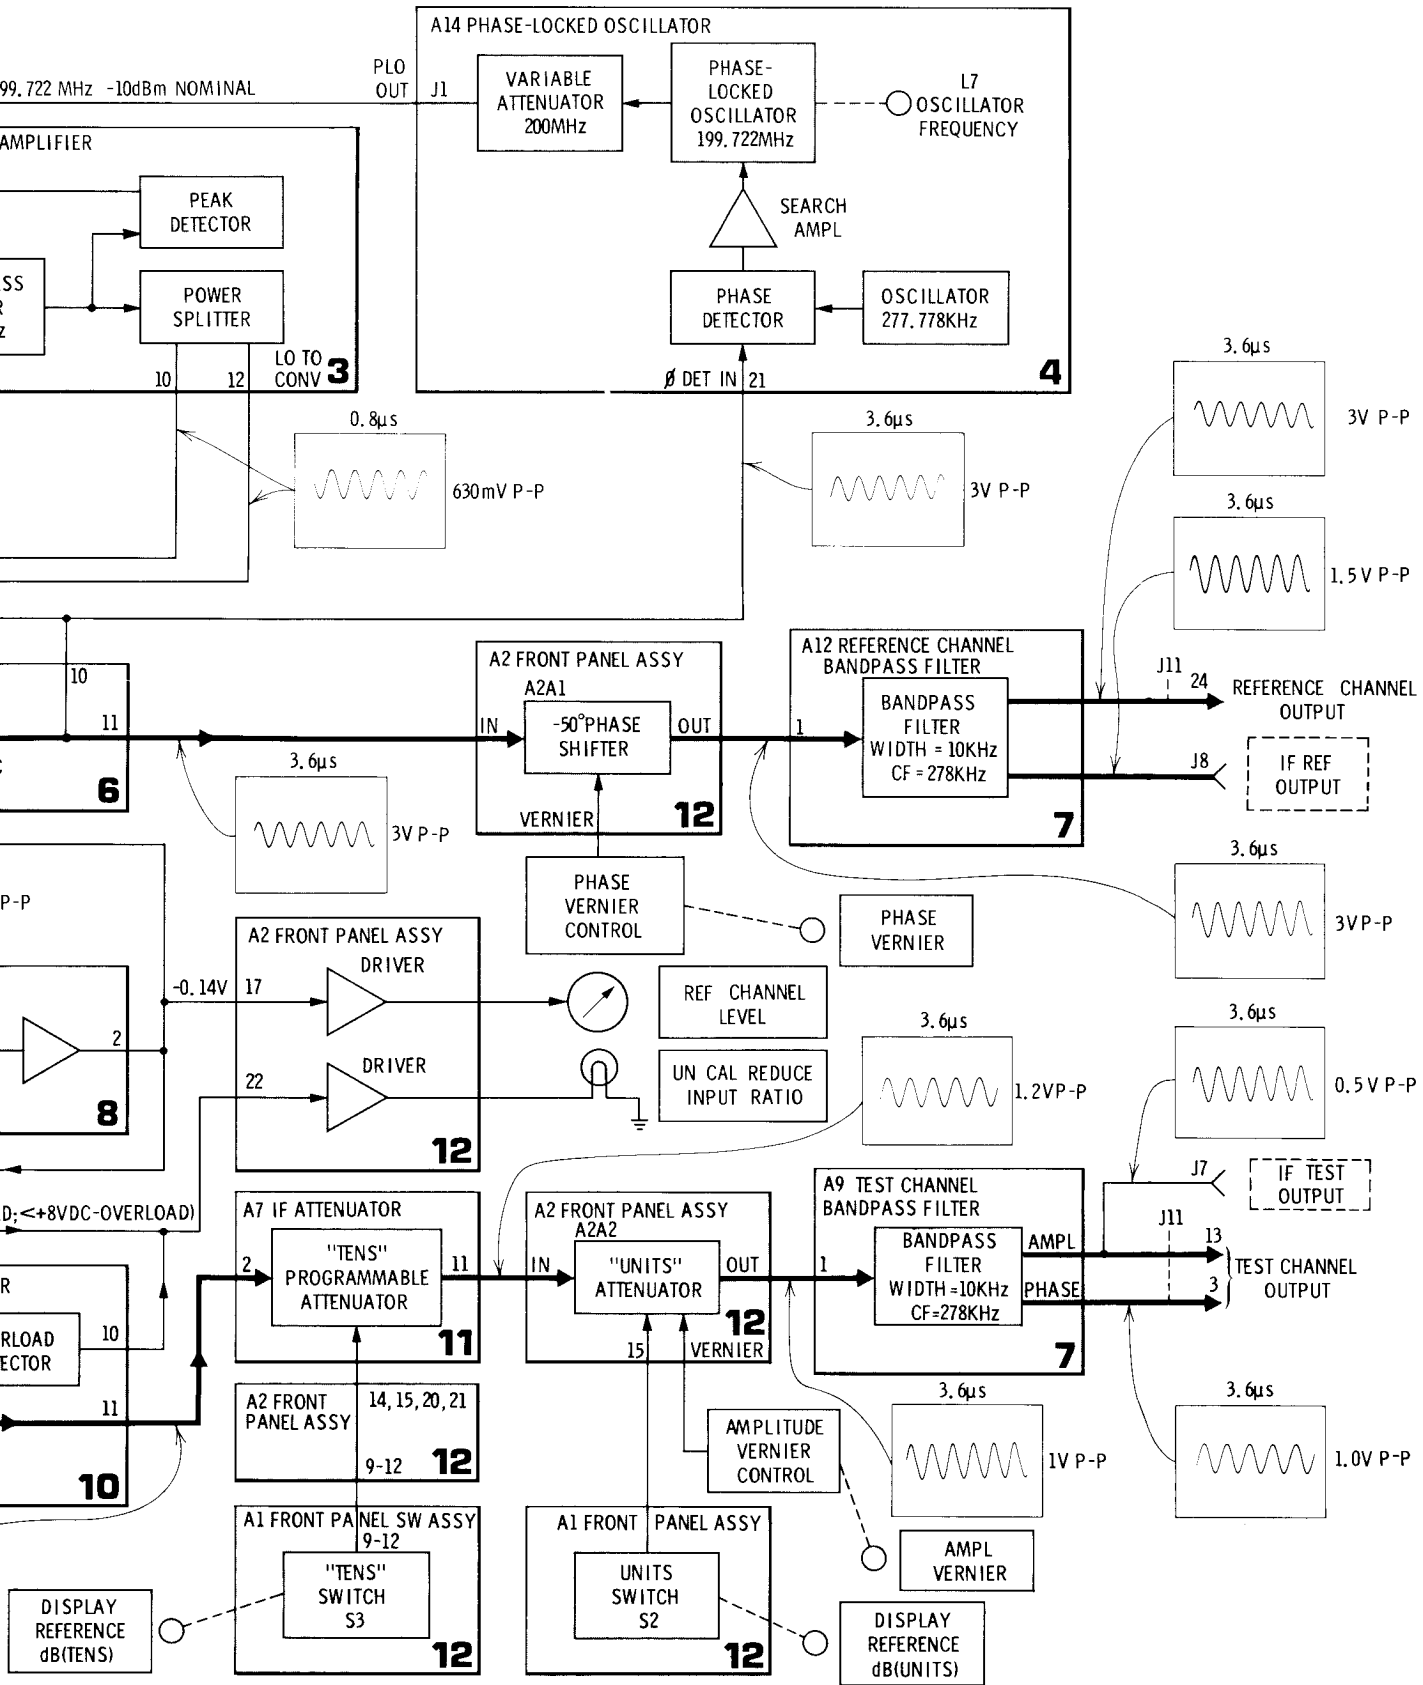 A14 PHASE-LOCKED OSCILLATOR
99.722 MHz -10dBm NOMINAL
PLO
OUT
J1
VARIABLE
ATTENUATOR
200MHz
PHASE-
LOCKED
OSCILLATOR
199.722MHz
L7
OSCILLATOR
FREQUENCY
AMPLIFIER
PEAK
DETECTOR
SEARCH
AMPL
SS
R
z
POWER
SPLITTER
PHASE
DETECTOR
OSCILLATOR
277.778KHz
LO TO
CONV
3
10
12
Ø DET IN
21
4
0.8µs
630mV P-P
3.6µs
3V P-P
3.6µs
3V P-P
3.6µs
1.5V P-P
10
11
C
6
3.6µs
3V P-P
A2 FRONT PANEL ASSY
A2A1
IN
-50°PHASE
SHIFTER
OUT
VERNIER
12
A12 REFERENCE CHANNEL
BANDPASS FILTER
1
BANDPASS
FILTER
WIDTH = 10KHz
CF = 278KHz
7
J11
24
REFERENCE CHANNEL
OUTPUT
J8
IF REF
OUTPUT
3.6µs
3V P-P
PHASE
VERNIER
CONTROL
PHASE
VERNIER
P-P
A2 FRONT PANEL ASSY
DRIVER
-0.14V
17
REF CHANNEL
LEVEL
2
8
22
DRIVER
12
UN CAL REDUCE
INPUT RATIO
3.6µs
1.2V P-P
3.6µs
0.5V P-P
D;<+8VDC-OVERLOAD)
A7 IF ATTENUATOR
2
"TENS"
PROGRAMMABLE
ATTENUATOR
11
11
A2 FRONT PANEL ASSY
A2A2
IN
"UNITS"
ATTENUATOR
OUT
12
15
VERNIER
A9 TEST CHANNEL
BANDPASS FILTER
1
BANDPASS
FILTER
WIDTH =10KHz
CF=278KHz
AMPL
PHASE
7
J7
IF TEST
OUTPUT
J11
13
3
TEST CHANNEL
OUTPUT
R
RLOAD
ECTOR
10
11
10
A2 FRONT
PANEL ASSY
14,15,20,21
9-12
12
AMPLITUDE
VERNIER
CONTROL
3.6µs
1V P-P
3.6µs
1.0V P-P
A1 FRONT PANEL SW ASSY
9-12
"TENS"
SWITCH
S3
12
A1 FRONT PANEL ASSY
UNITS
SWITCH
S2
12
AMPL
VERNIER
DISPLAY
REFERENCE
dB(TENS)
DISPLAY
REFERENCE
dB(UNITS)